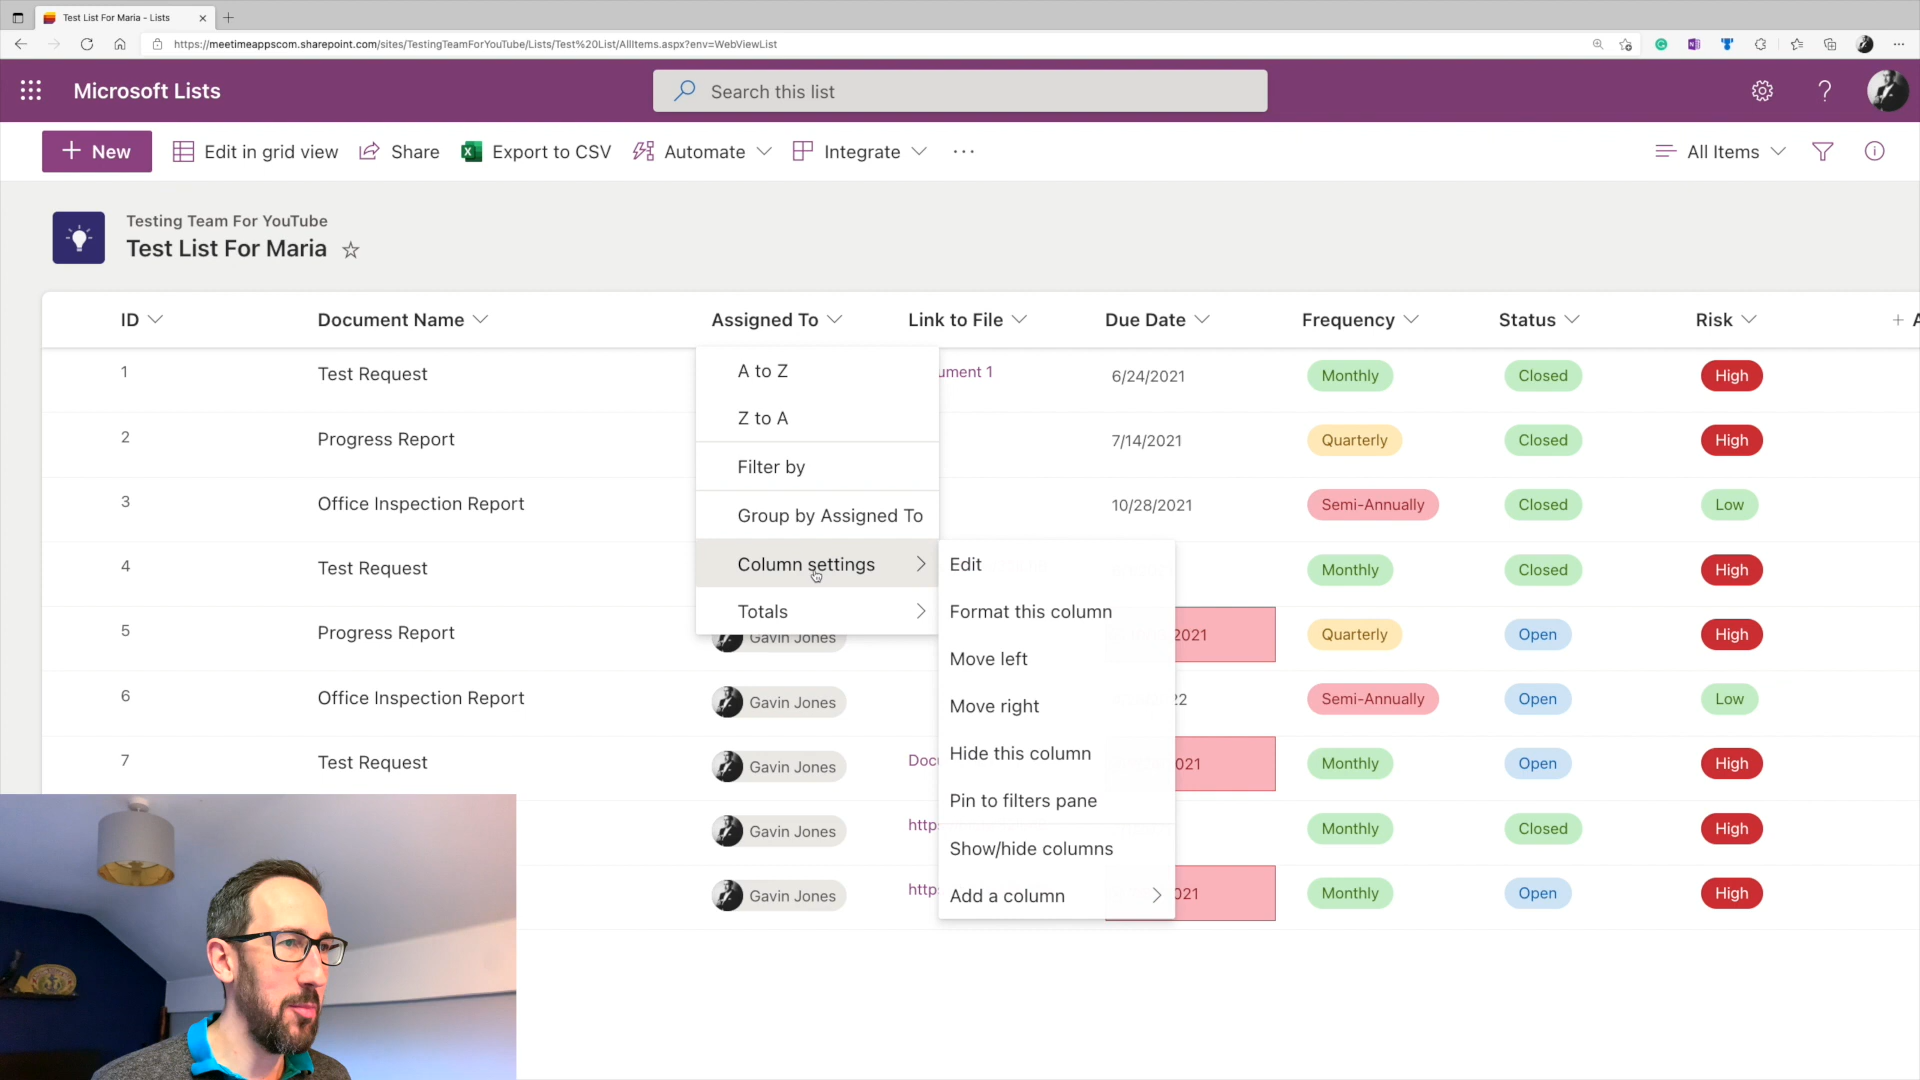 Test List For Maria - Lists
https://meetimeappscom.sharepoint.com/sites/TestingTeamForYouTube/Lists/Test%20List/AllItems.aspx?env=WebViewList
Microsoft Lists
Search this list
New
Edit in grid view
Share
Export to CSV
Automate
Integrate
All Items
Testing Team For YouTube
Test List For Maria
ID
Document Name
Assigned To
Link to File
Due Date
Frequency
Status
Risk
1
Test Request
ument 1
6/24/2021
Monthly
Closed
High
2
Progress Report
7/14/2021
Quarterly
Closed
High
3
Office Inspection Report
10/28/2021
Semi-Annually
Closed
Low
4
Test Request
Monthly
Closed
High
5
Progress Report
Gavin Jones
2021
Quarterly
Open
High
6
Office Inspection Report
Gavin Jones
22
Semi-Annually
Open
Low
7
Test Request
Gavin Jones
Doc
021
Monthly
Open
High
Gavin Jones
http
Monthly
Closed
High
Gavin Jones
http
021
Monthly
Open
High
A to Z
Z to A
Filter by
Group by Assigned To
Column settings
Totals
Edit
Format this column
Move left
Move right
Hide this column
Pin to filters pane
Show/hide columns
Add a column